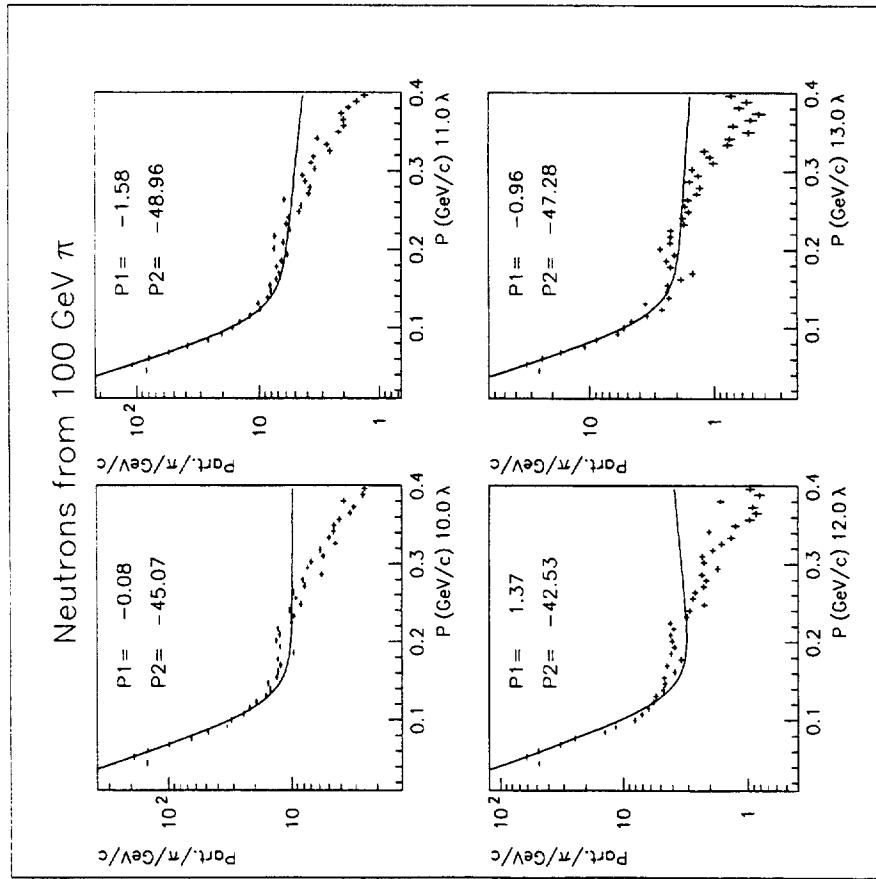 Neutrons from 100 GeV π
P1= −0.08
P2= −45.07
Part./π/GeV/c
10²
10
0.1
0.2
0.3
0.4
P (GeV/c) 10.0 λ
P1= −1.58
P2= −48.96
Part./π/GeV/c
10²
10
1
0.1
0.2
0.3
0.4
P (GeV/c) 11.0 λ
P1= 1.37
P2= −42.53
Part./π/GeV/c
10²
10
1
0.1
0.2
0.3
0.4
P (GeV/c) 12.0 λ
P1= −0.96
P2= −47.28
Part./π/GeV/c
10
1
0.1
0.2
0.3
0.4
P (GeV/c) 13.0 λ